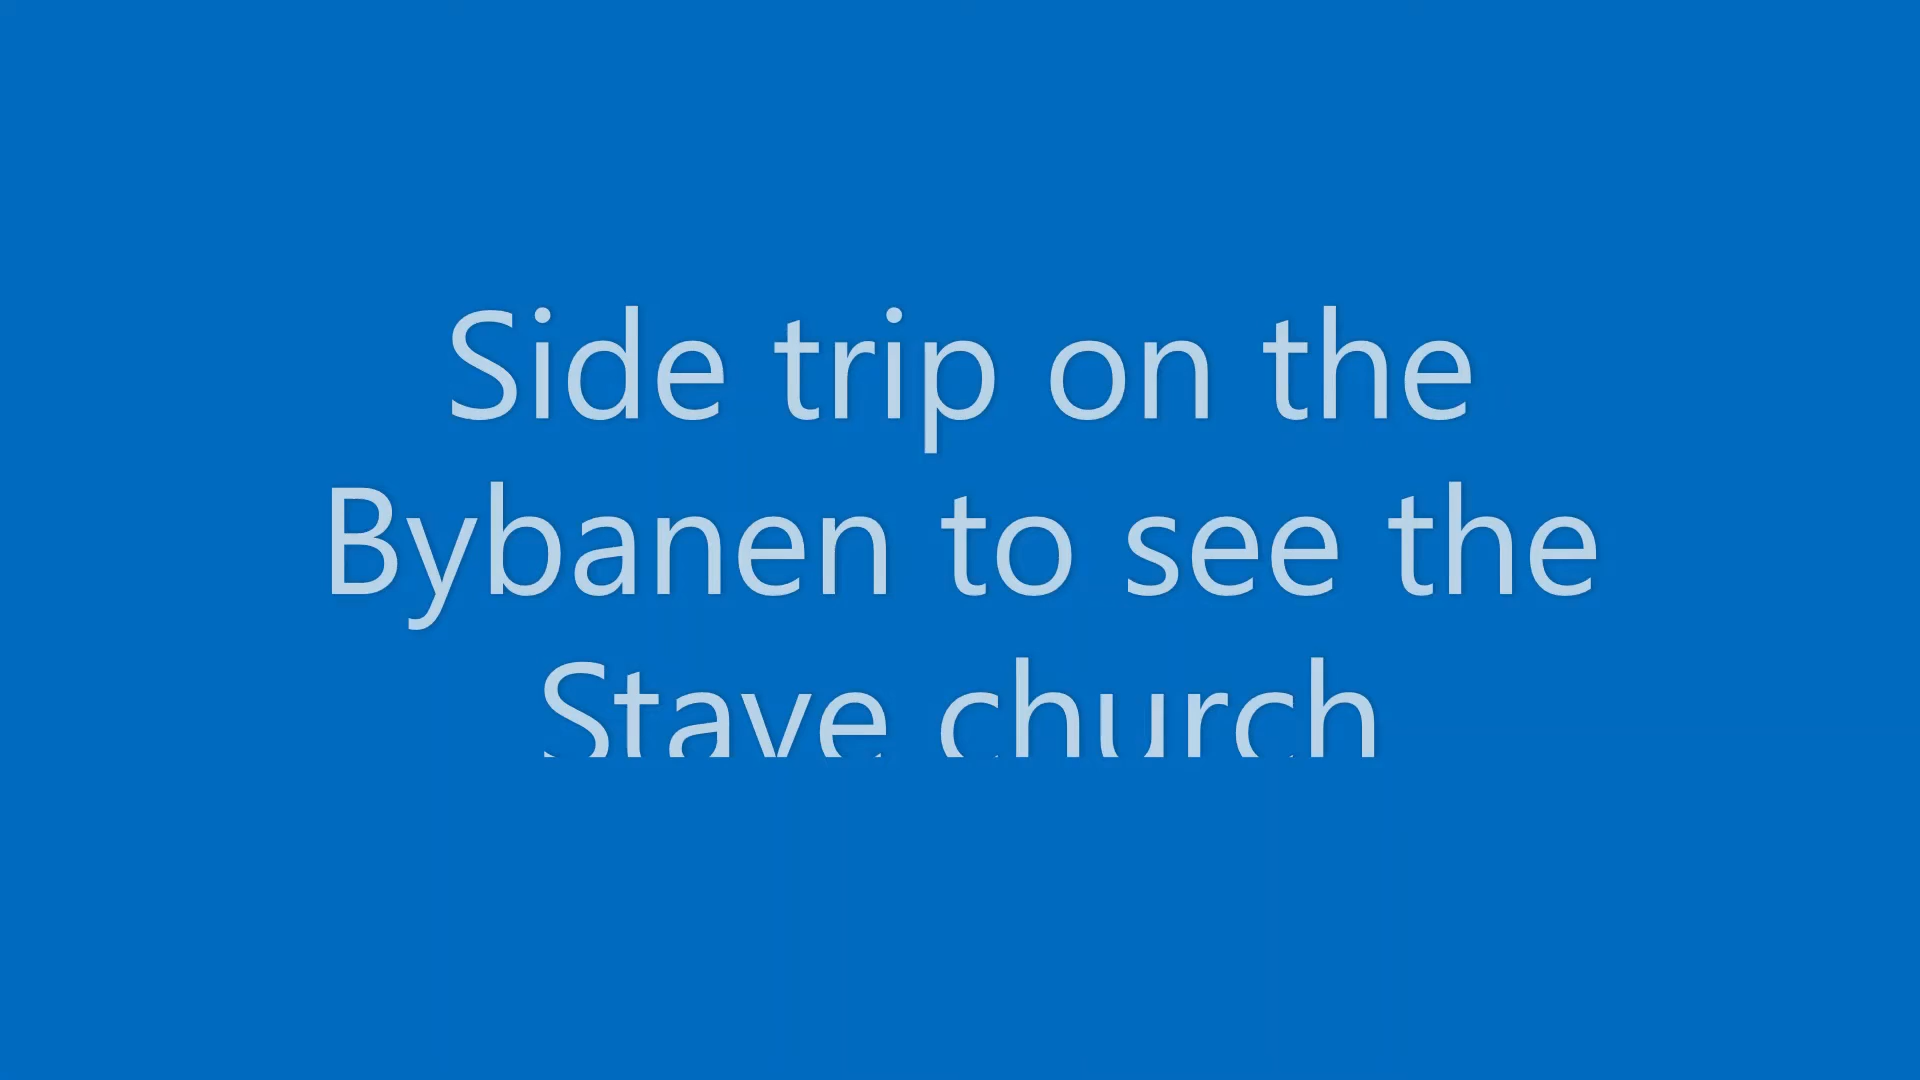 Side trip on the
Bybanen to see the
Stave church